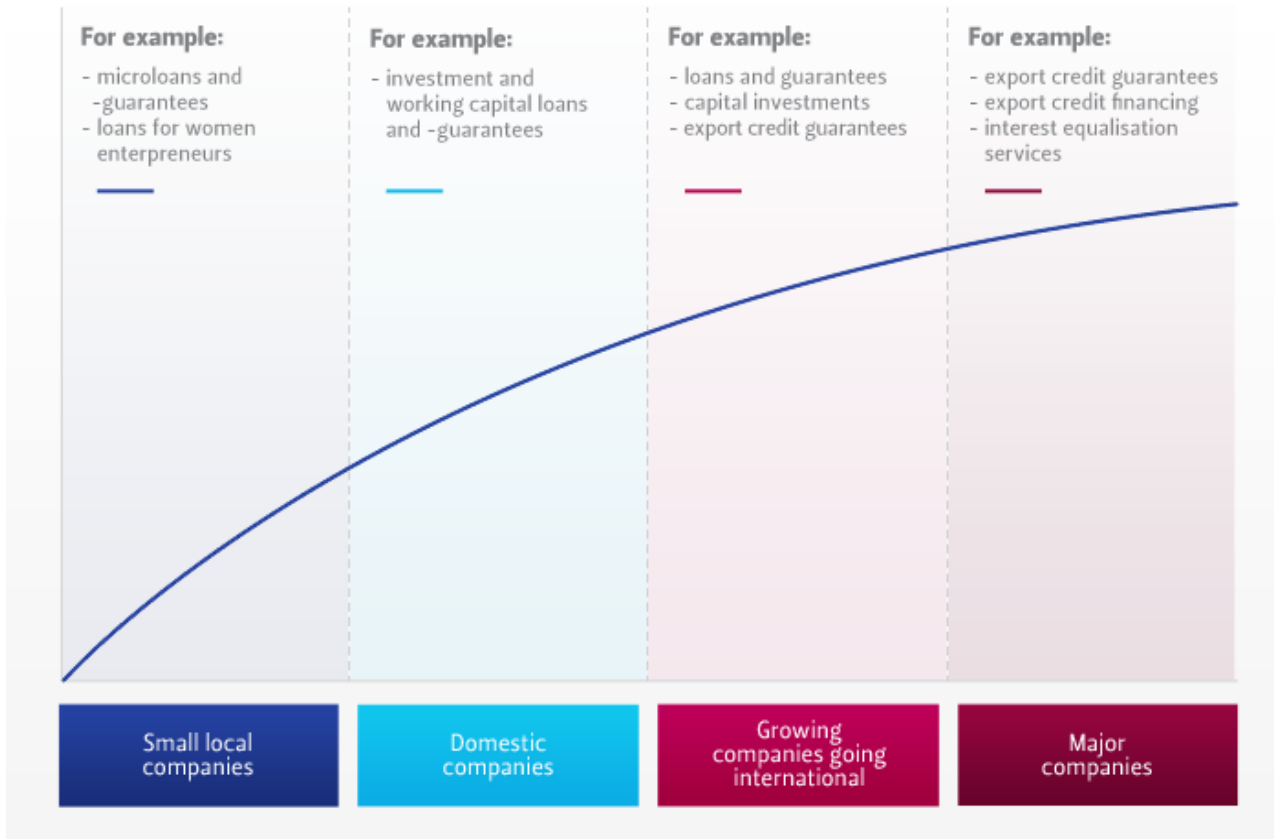 For example:
- microloans and
-guarantees
- loans for women
enterpreneurs
For example:
- investment and
working capital loans
and -guarantees
For example:
- loans and guarantees
- capital investments
- export credit guarantees
For example:
- export credit guarantees
- export credit financing
- interest equalisation
services
Small local
companies
Domestic
companies
Growing
companies going
international
Major
companies